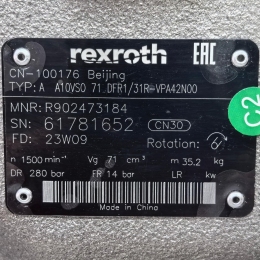 rexroth EAC
CN-100176 Beijing
TYP: A A10VSO 71 DFR1/31R-VPA42N00
MNR: R902473184
SN: 61781652 CN30
FD: 23W09 Rotation:
n 1500 min⁻¹ Vg 71 cm³ m 35.2 kg
DR 280 bar FR 14 bar LR kw
Made in China
C2